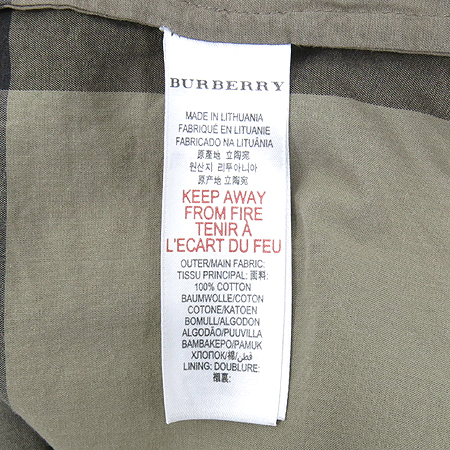 BURBERRY
MADE IN LITHUANIA
FABRIQUÉ EN LITUANIE
FABRICADO NA LITUÂNIA
原產地 立陶宛
원산지 리투아니아
原产地 立陶宛
KEEP AWAY
FROM FIRE
TENIR À
L'ECART DU FEU
OUTER/MAIN FABRIC:
TISSU PRINCIPAL: 面料:
100% COTTON
BAUMWOLLE/COTON
COTONE/KATOEN
BOMULL/ALGODON
ALGODÃO/PUUVILLA
BAMBAKEPO/PAMUK
ХЛОПОК/棉/قطن
LINING: DOUBLURE:
裡裏: